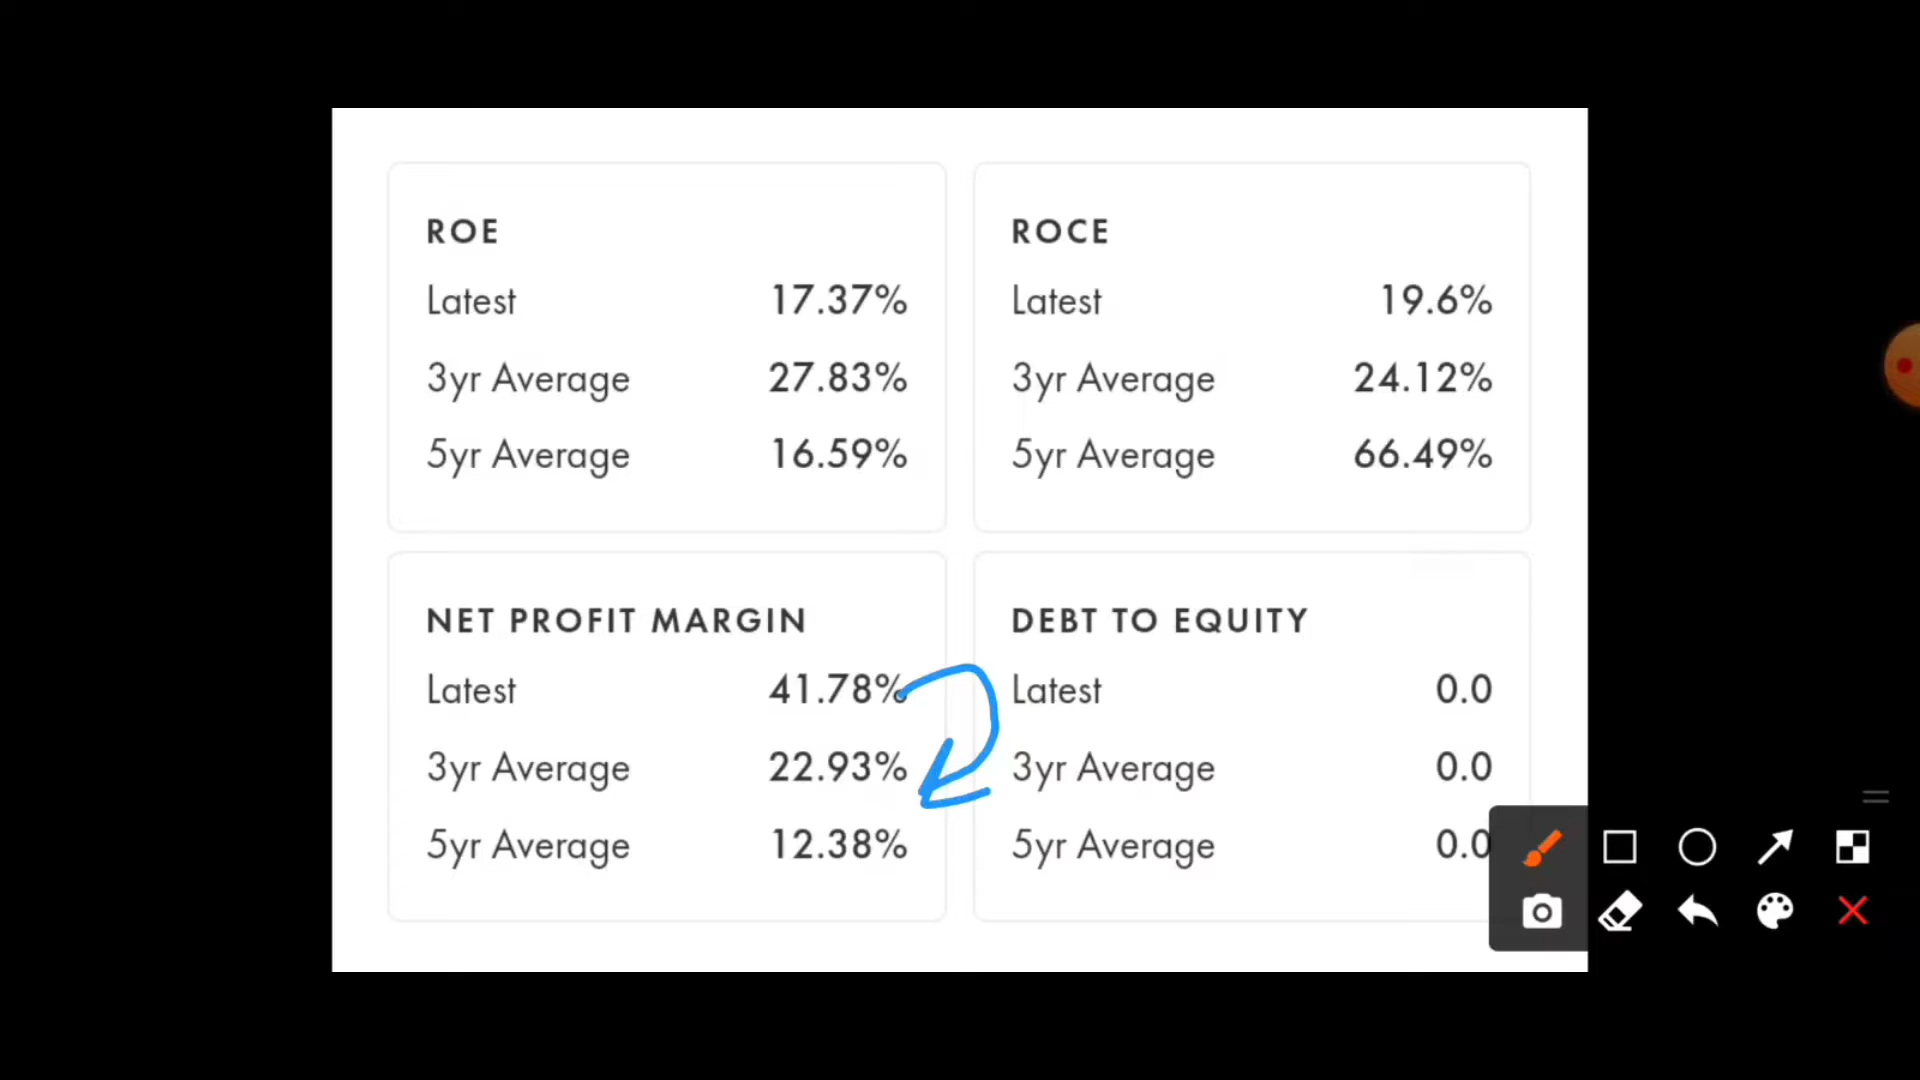 ROE
Latest 17.37%
3yr Average 27.83%
5yr Average 16.59%
ROCE
Latest 19.6%
3yr Average 24.12%
5yr Average 66.49%
NET PROFIT MARGIN
Latest 41.78%
3yr Average 22.93%
5yr Average 12.38%
DEBT TO EQUITY
Latest 0.0
3yr Average 0.0
5yr Average 0.0